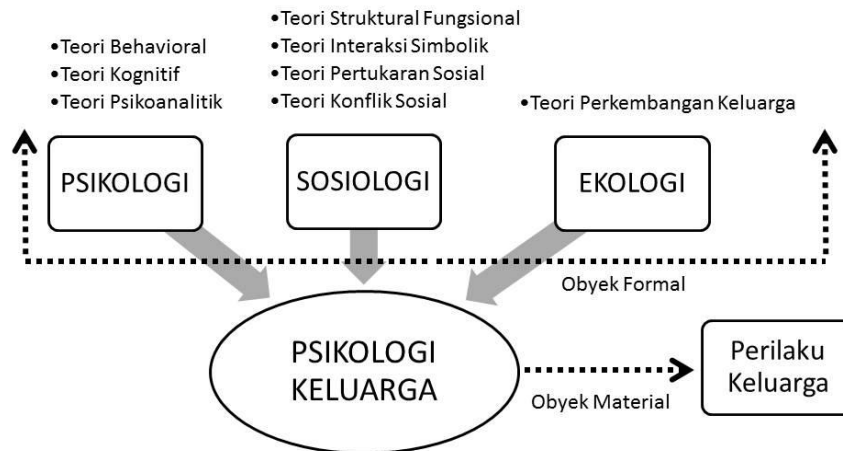 •Teori Behavioral
•Teori Kognitif
•Teori Psikoanalitik
•Teori Struktural Fungsional
•Teori Interaksi Simbolik
•Teori Pertukaran Sosial
•Teori Konflik Sosial
•Teori Perkembangan Keluarga
PSIKOLOGI
SOSIOLOGI
EKOLOGI
Obyek Formal
PSIKOLOGI
KELUARGA
Obyek Material
Perilaku
Keluarga